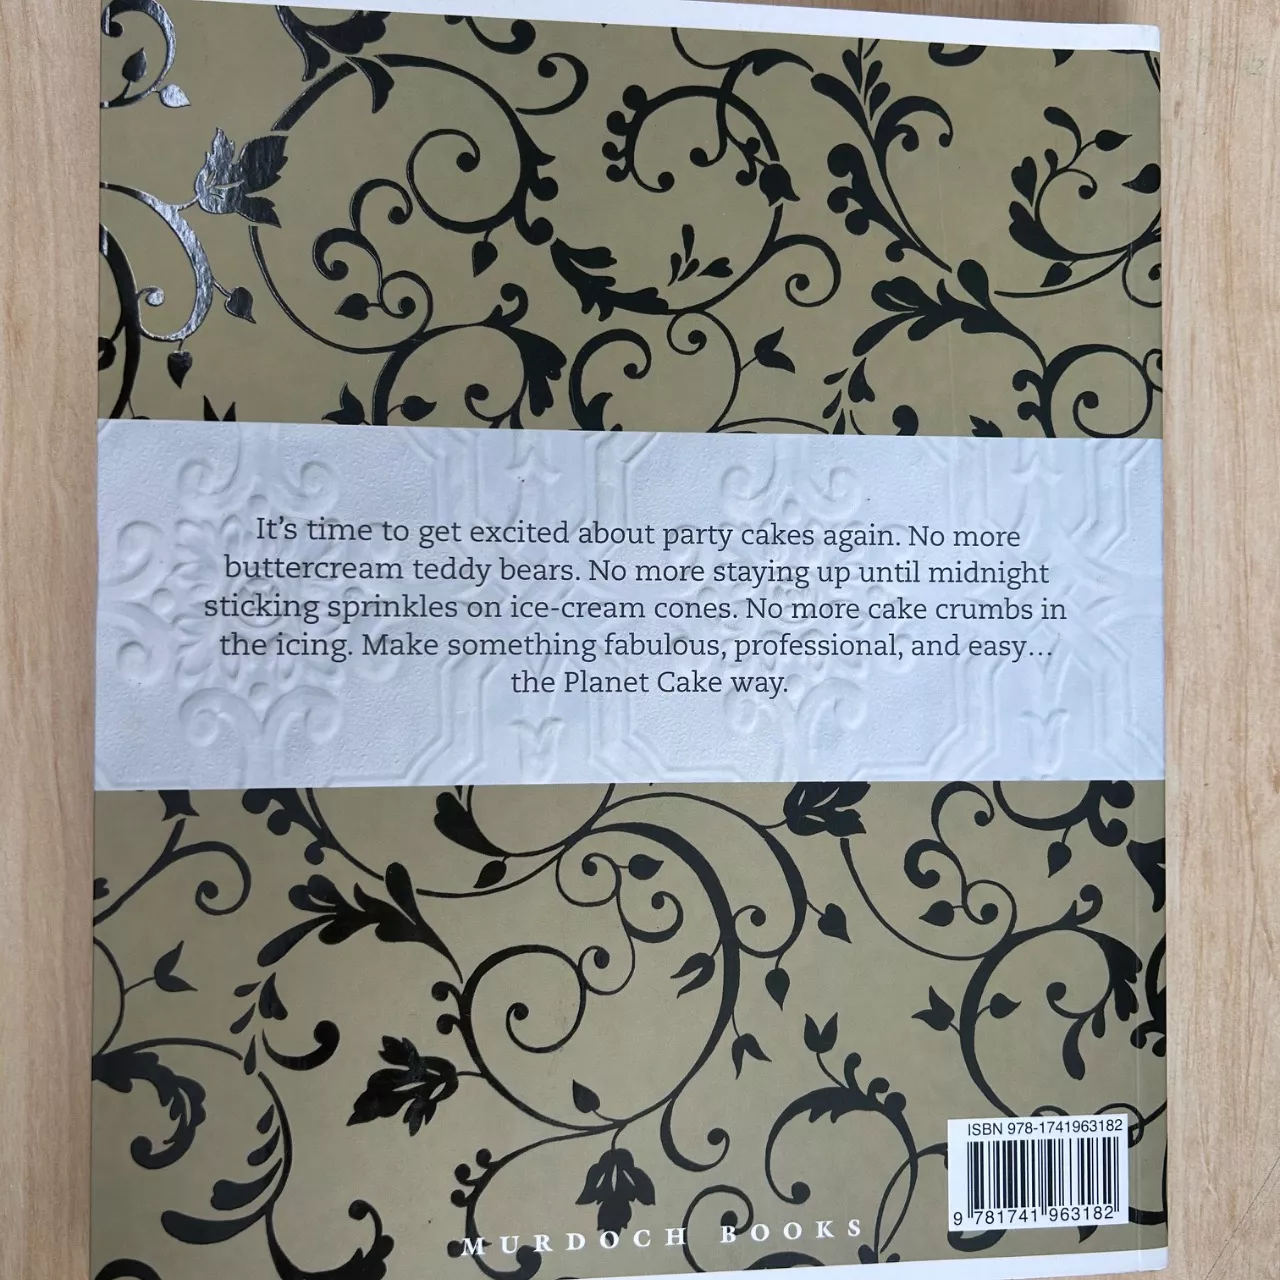 It's time to get excited about party cakes again. No more
buttercream teddy bears. No more staying up until midnight
sticking sprinkles on ice-cream cones. No more cake crumbs in
the icing. Make something fabulous, professional, and easy...
the Planet Cake way.
ISBN 978-1741963182
9 781741 963182
MURDOCH BOOKS